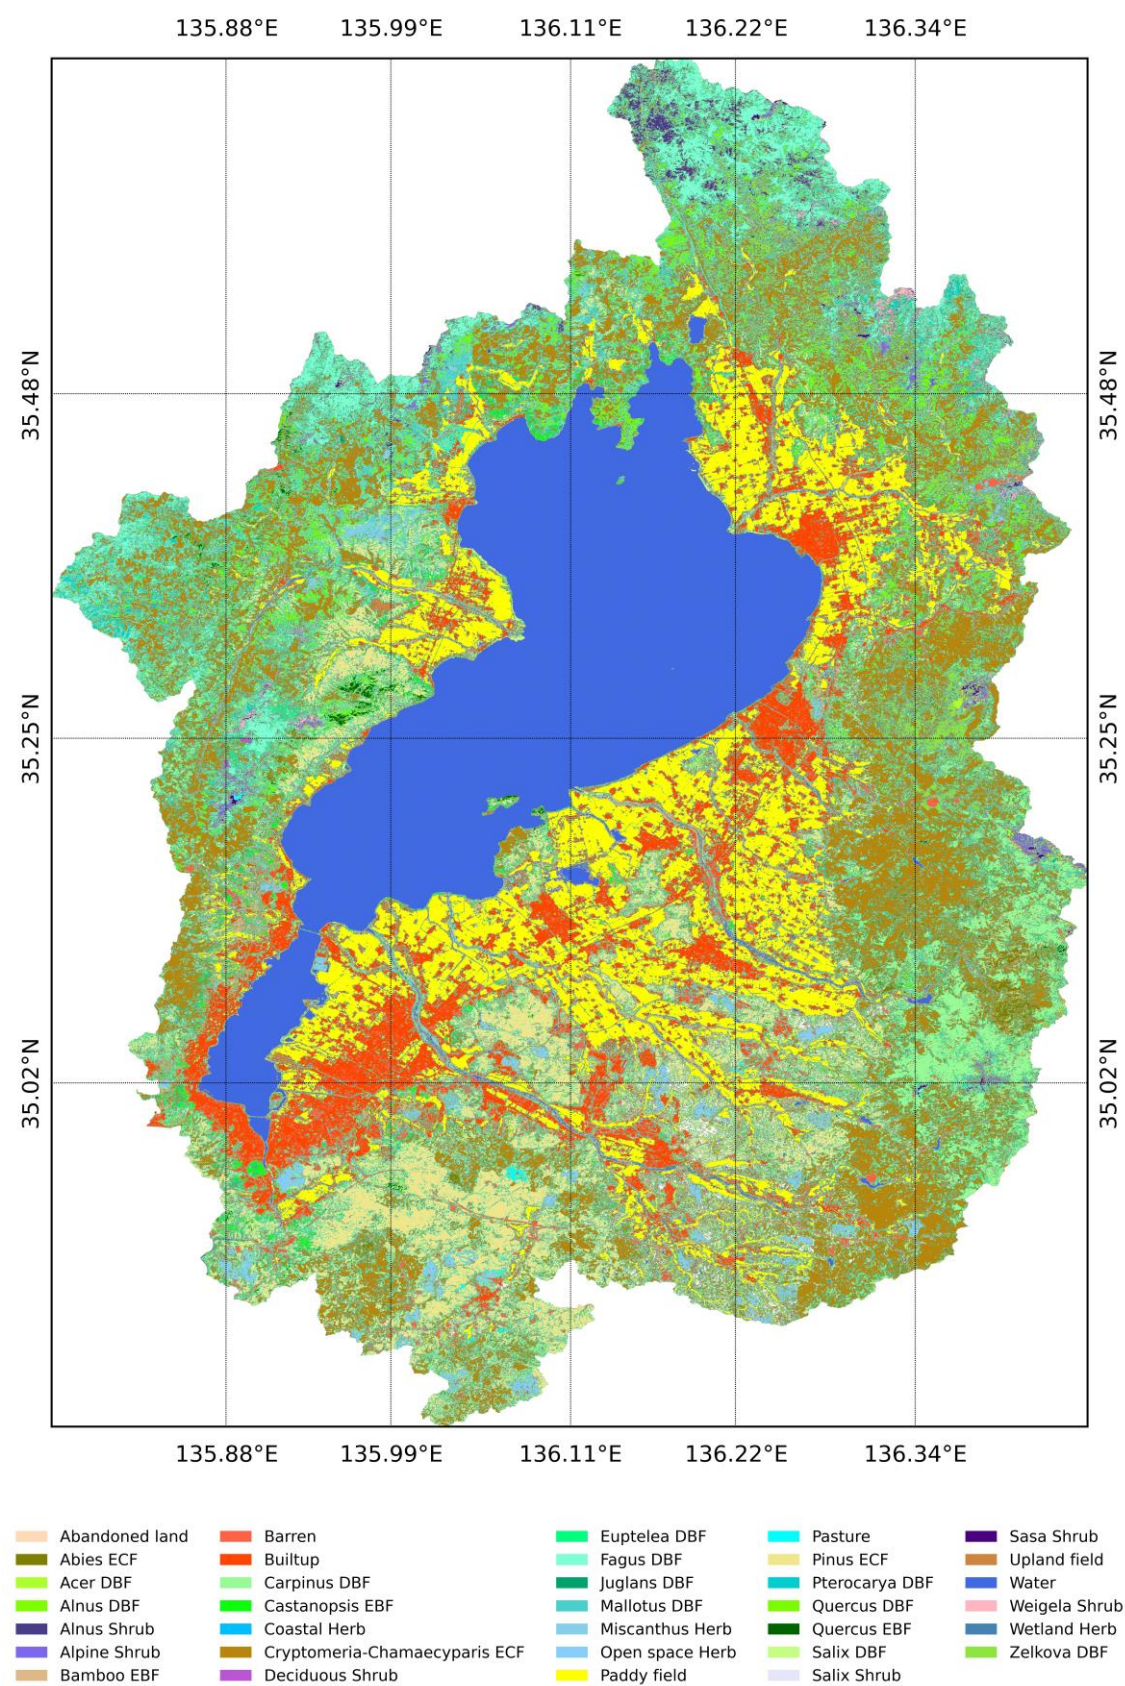 135.88°E 135.99°E 136.11°E 136.22°E 136.34°E
35.48°N 35.48°N
35.25°N 35.25°N
35.02°N 35.02°N
135.88°E 135.99°E 136.11°E 136.22°E 136.34°E
Abandoned land
Abies ECF
Acer DBF
Alnus DBF
Alnus Shrub
Alpine Shrub
Bamboo EBF
Barren
Builtup
Carpinus DBF
Castanopsis EBF
Coastal Herb
Cryptomeria-Chamaecyparis ECF
Deciduous Shrub
Euptelea DBF
Fagus DBF
Juglans DBF
Mallotus DBF
Miscanthus Herb
Open space Herb
Paddy field
Pasture
Pinus ECF
Pterocarya DBF
Quercus DBF
Quercus EBF
Salix DBF
Salix Shrub
Sasa Shrub
Upland field
Water
Weigela Shrub
Wetland Herb
Zelkova DBF